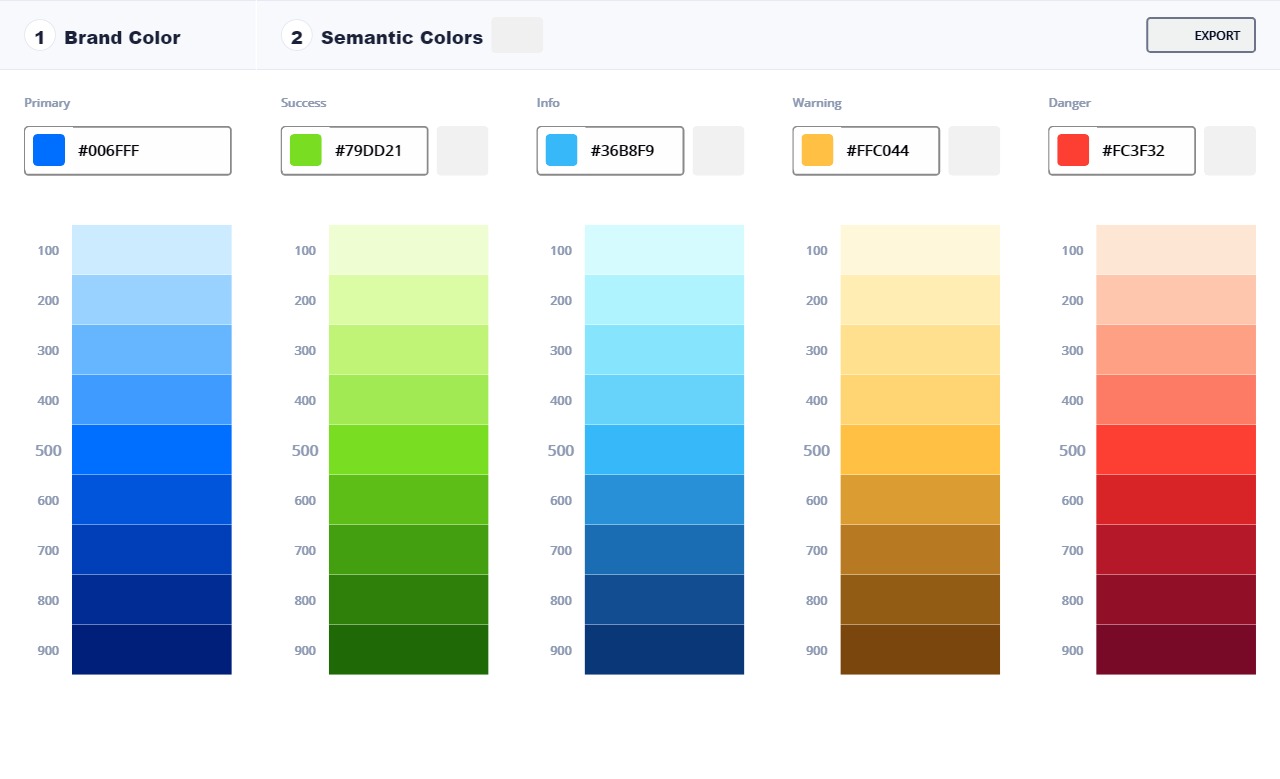 1 Brand Color
2 Semantic Colors
EXPORT
Primary
Success
Info
Warning
Danger
#006FFF
#79DD21
#36B8F9
#FFC044
#FC3F32
100 100 100 100 100
200 200 200 200 200
300 300 300 300 300
400 400 400 400 400
500 500 500 500 500
600 600 600 600 600
700 700 700 700 700
800 800 800 800 800
900 900 900 900 900